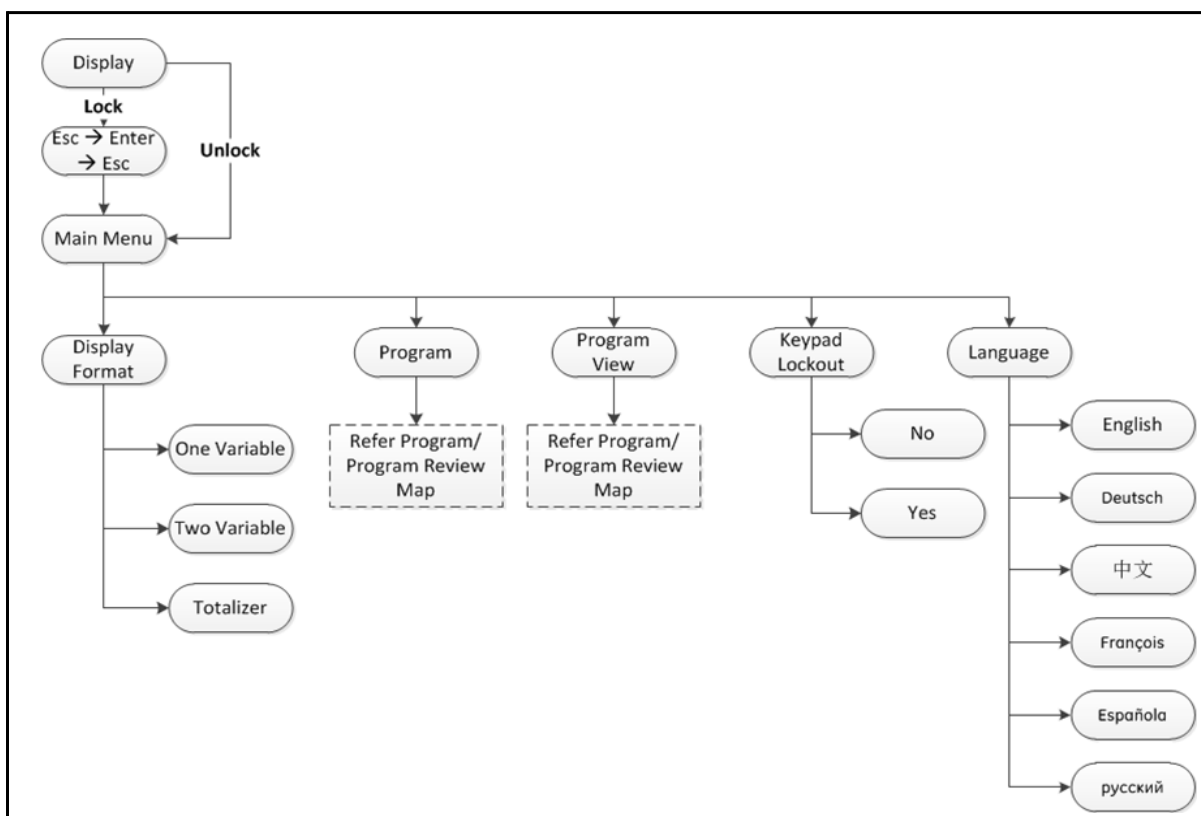 Display
Lock
Esc → Enter
→ Esc
Unlock
Main Menu
Display
Format
Program
Program
View
Keypad
Lockout
Language
One Variable
Two Variable
Totalizer
Refer Program/
Program Review
Map
Refer Program/
Program Review
Map
No
Yes
English
Deutsch
中文
François
Española
русский